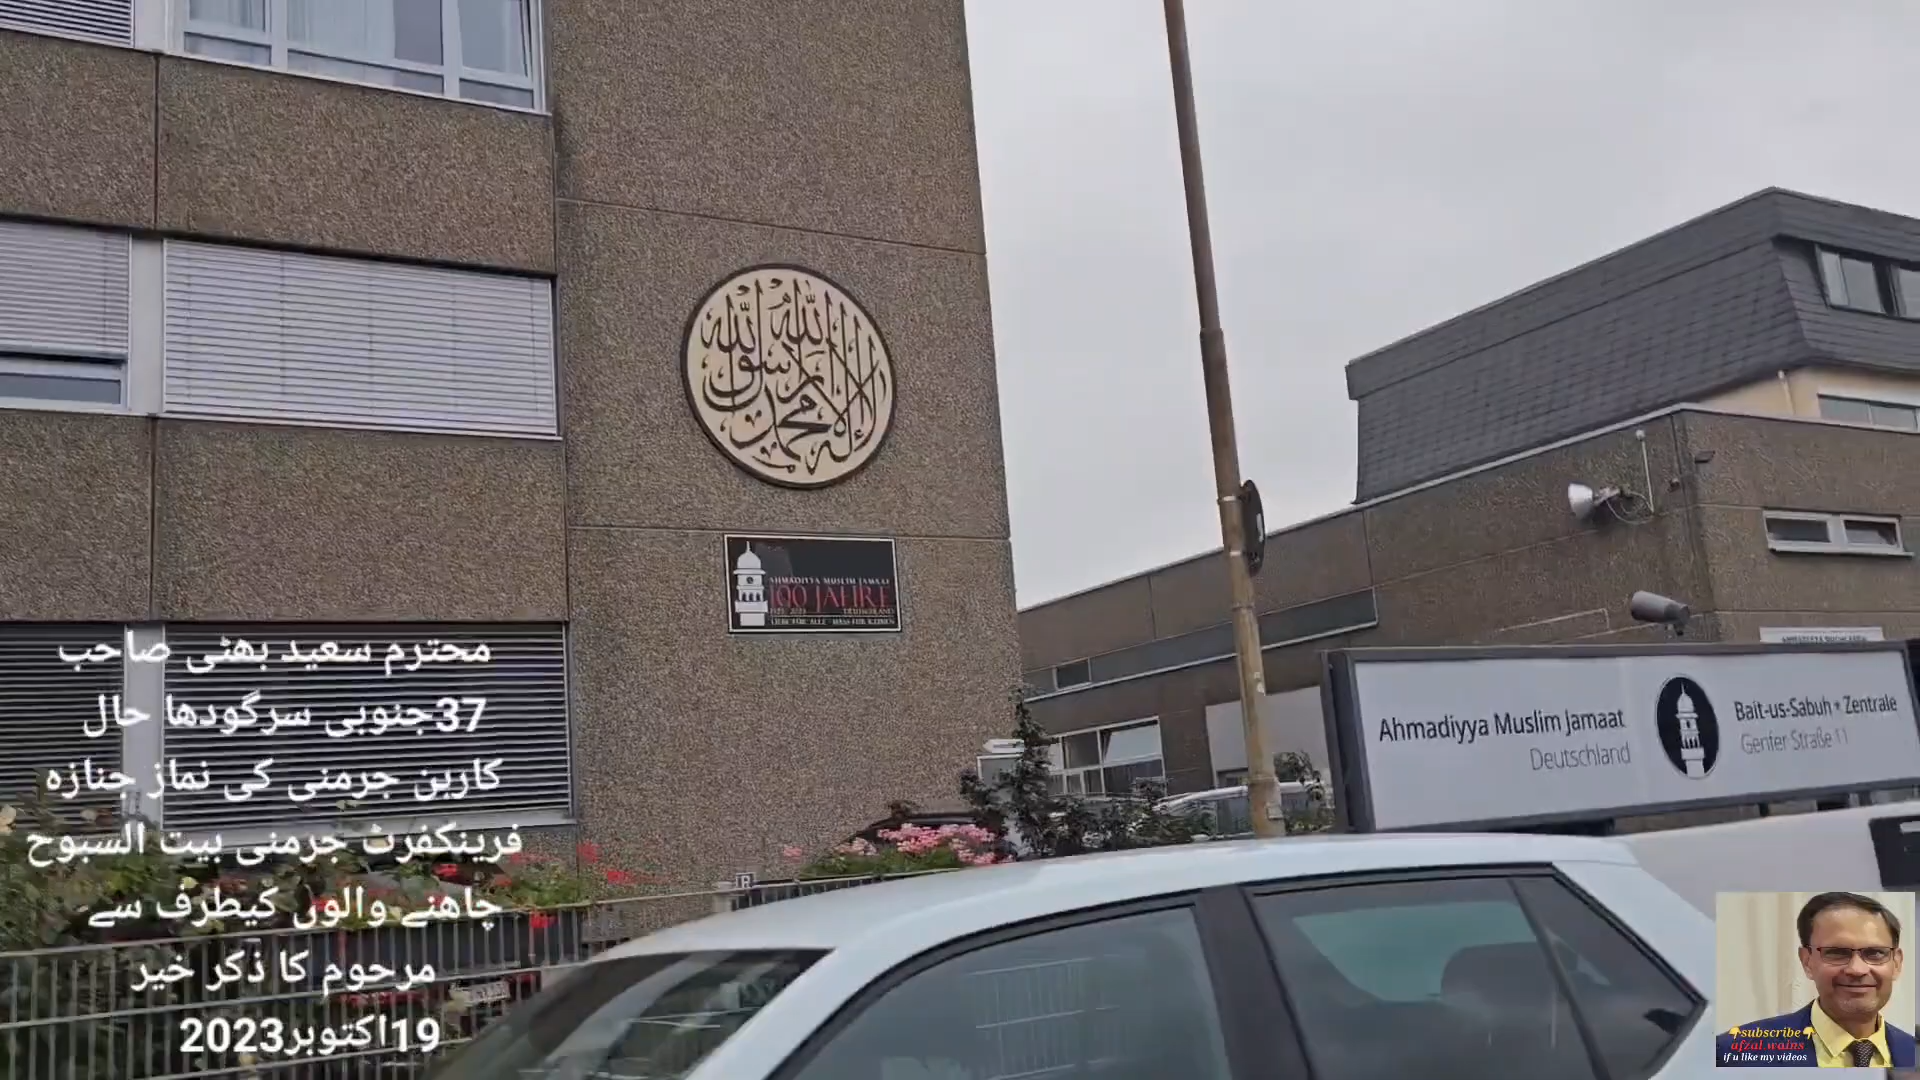 لا إله إلا الله محمد رسول الله
AHMADIYYA MUSLIM JAMAAT
100 JAHRE
DEUTSCHLAND
LIEBE FÜR ALLE - HASS FÜR KEINEN
Ahmadiyya Muslim Jamaat
Deutschland
Bait-us-Sabuh • Zentrale
Genfer Straße 11
محترم سعید بھٹی صاحب
37جنوبی سرگودھا حال
کاربن جرمنی کی نماز جنازہ
فرینکفرٹ جرمنی بیت السبوح
چاھنے والوں کیطرف سے
مرحوم کا ذکر خیر
19اکتوبر2023
subscribe
afzal wains
if u like my videos